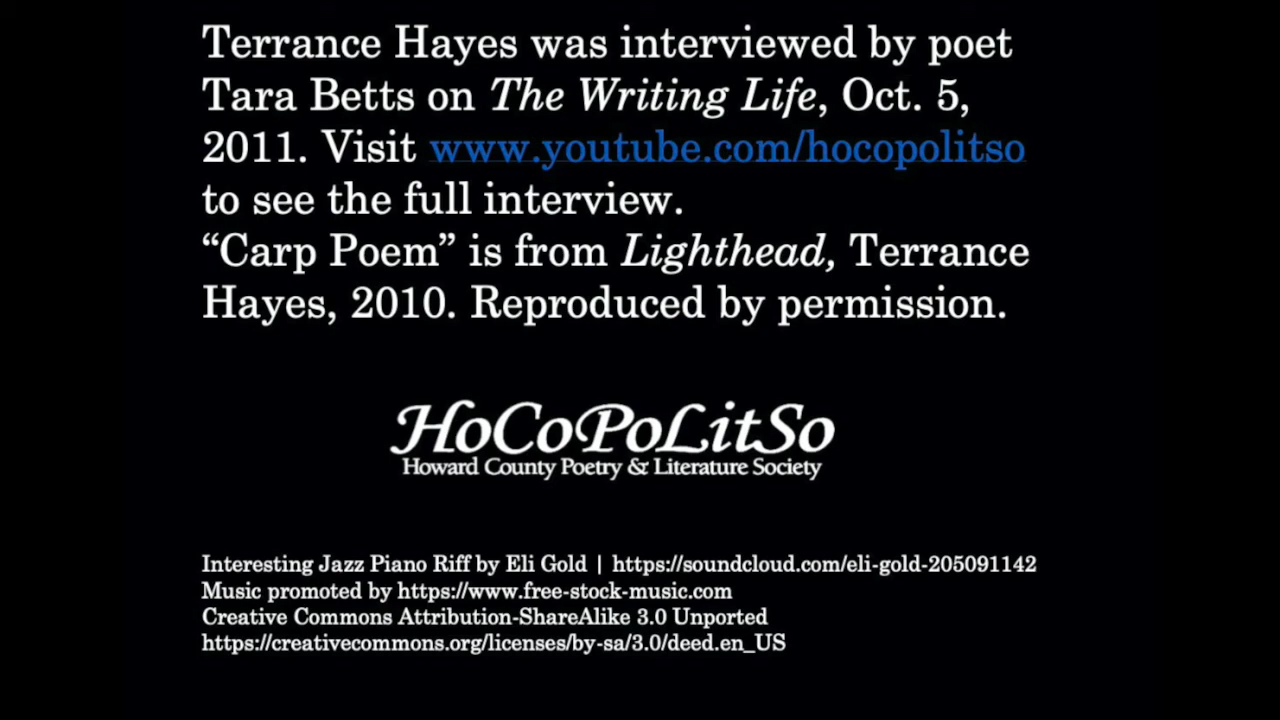 Terrance Hayes was interviewed by poet
Tara Betts on The Writing Life, Oct. 5,
2011. Visit www.youtube.com/hocopolitso
to see the full interview.
“Carp Poem” is from Lighthead, Terrance
Hayes, 2010. Reproduced by permission.
HoCoPoLitSo
Howard County Poetry & Literature Society
Interesting Jazz Piano Riff by Eli Gold | https://soundcloud.com/eli-gold-205091142
Music promoted by https://www.free-stock-music.com
Creative Commons Attribution-ShareAlike 3.0 Unported
https://creativecommons.org/licenses/by-sa/3.0/deed.en_US